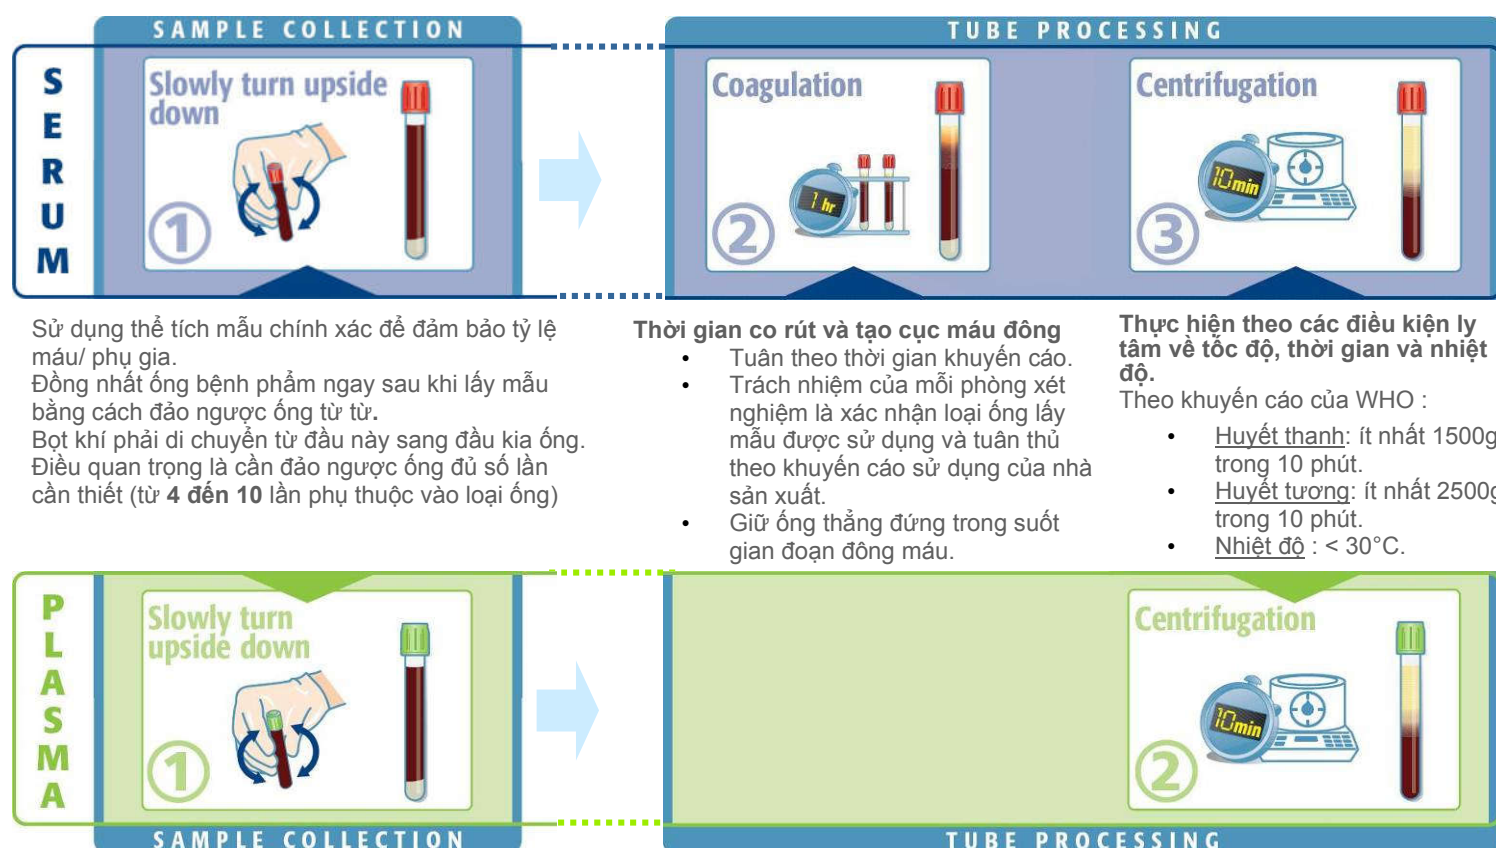 SAMPLE COLLECTION
TUBE PROCESSING
SERUM
Slowly turn upside
down
1
Coagulation
1 hr
2
Centrifugation
10min
3
Sử dụng thể tích mẫu chính xác để đảm bảo tỷ lệ
máu/ phụ gia.
Đồng nhất ống bệnh phẩm ngay sau khi lấy mẫu
bằng cách đảo ngược ống từ từ.
Bọt khí phải di chuyển từ đầu này sang đầu kia ống.
Điều quan trọng là cần đảo ngược ống đủ số lần
cần thiết (từ 4 đến 10 lần phụ thuộc vào loại ống)
Thời gian co rút và tạo cục máu đông
• Tuân theo thời gian khuyến cáo.
• Trách nhiệm của mỗi phòng xét
nghiệm là xác nhận loại ống lấy
mẫu được sử dụng và tuân thủ
theo khuyến cáo sử dụng của nhà
sản xuất.
• Giữ ống thẳng đứng trong suốt
gian đoạn đông máu.
Thực hiện theo các điều kiện ly
tâm về tốc độ, thời gian và nhiệt
độ.
Theo khuyến cáo của WHO :
• Huyết thanh: ít nhất 1500g
trong 10 phút.
• Huyết tương: ít nhất 2500g
trong 10 phút.
• Nhiệt độ : < 30°C.
PLASMA
Slowly turn
upside down
1
Centrifugation
10min
2
SAMPLE COLLECTION
TUBE PROCESSING